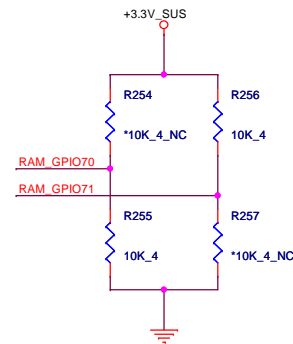 +3.3V_SUS
R254
R256
*10K_4_NC
10K_4
RAM_GPIO70
RAM_GPIO71
R255
R257
10K_4
*10K_4_NC